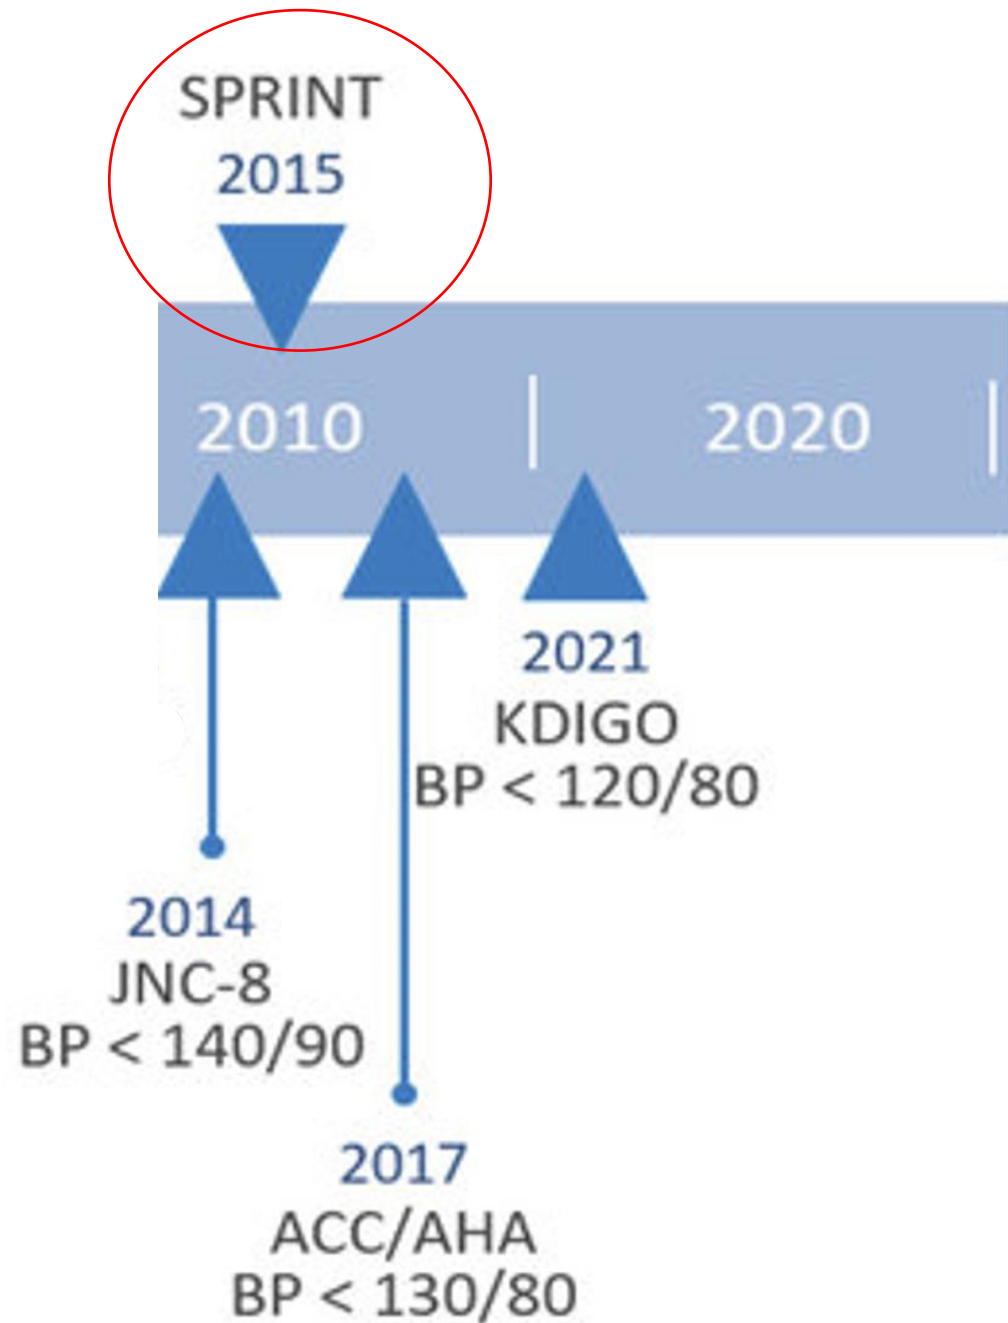 SPRINT
2015
2010
2020
2021
KDIGO
BP < 120/80
2014
JNC-8
BP < 140/90
2017
ACC/AHA
BP < 130/80